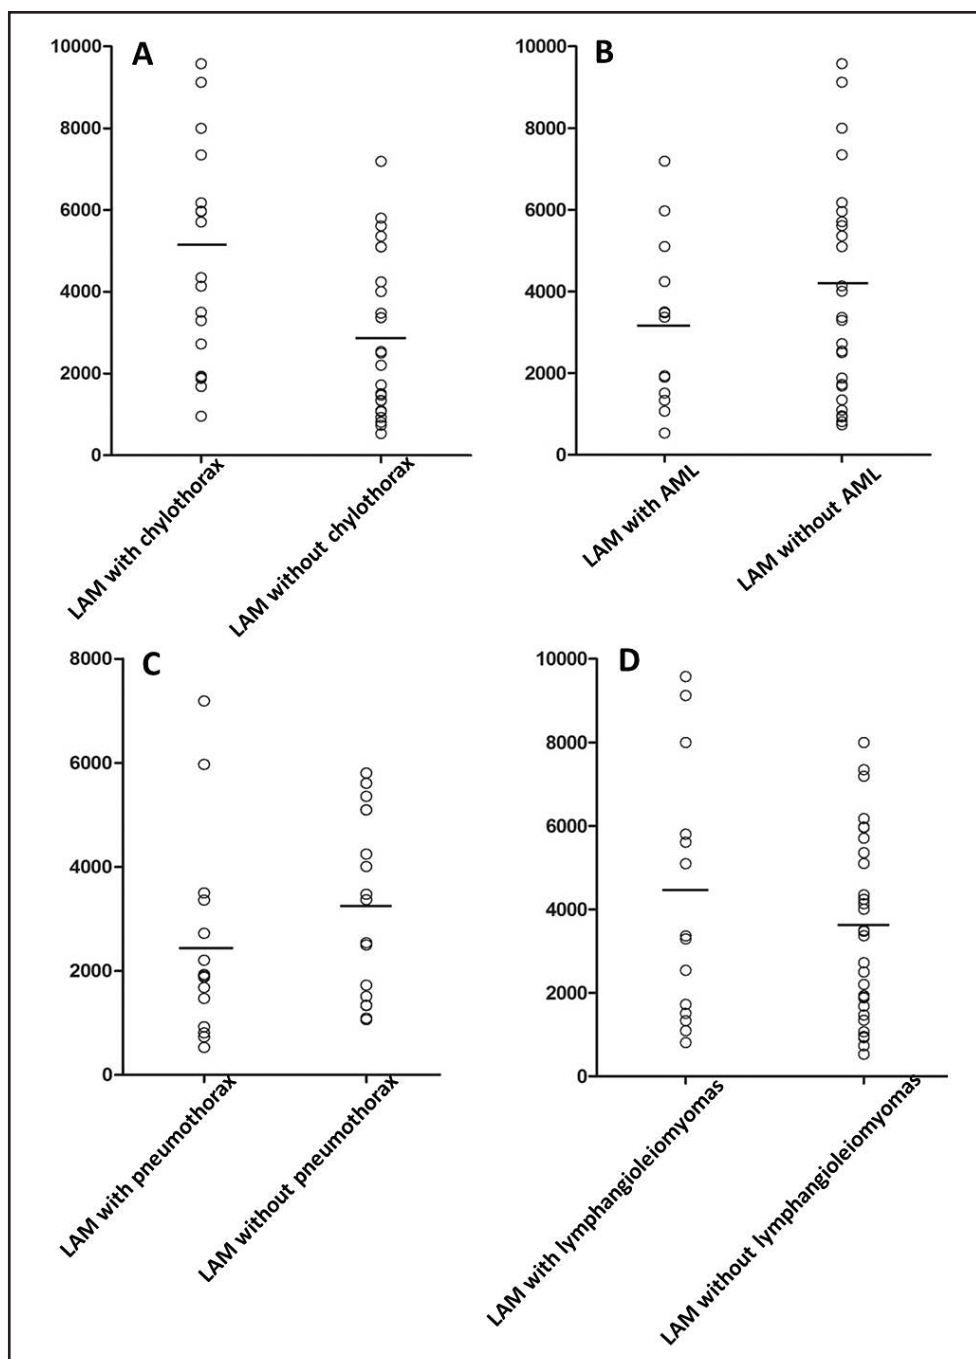 A
10000
8000
6000
4000
2000
0
LAM with chylothorax
LAM without chylothorax
B
10000
8000
6000
4000
2000
0
LAM with AML
LAM without AML
C
8000
6000
4000
2000
0
LAM with pneumothorax
LAM without pneumothorax
D
10000
8000
6000
4000
2000
0
LAM with lymphangioleiomyomas
LAM without lymphangioleiomyomas